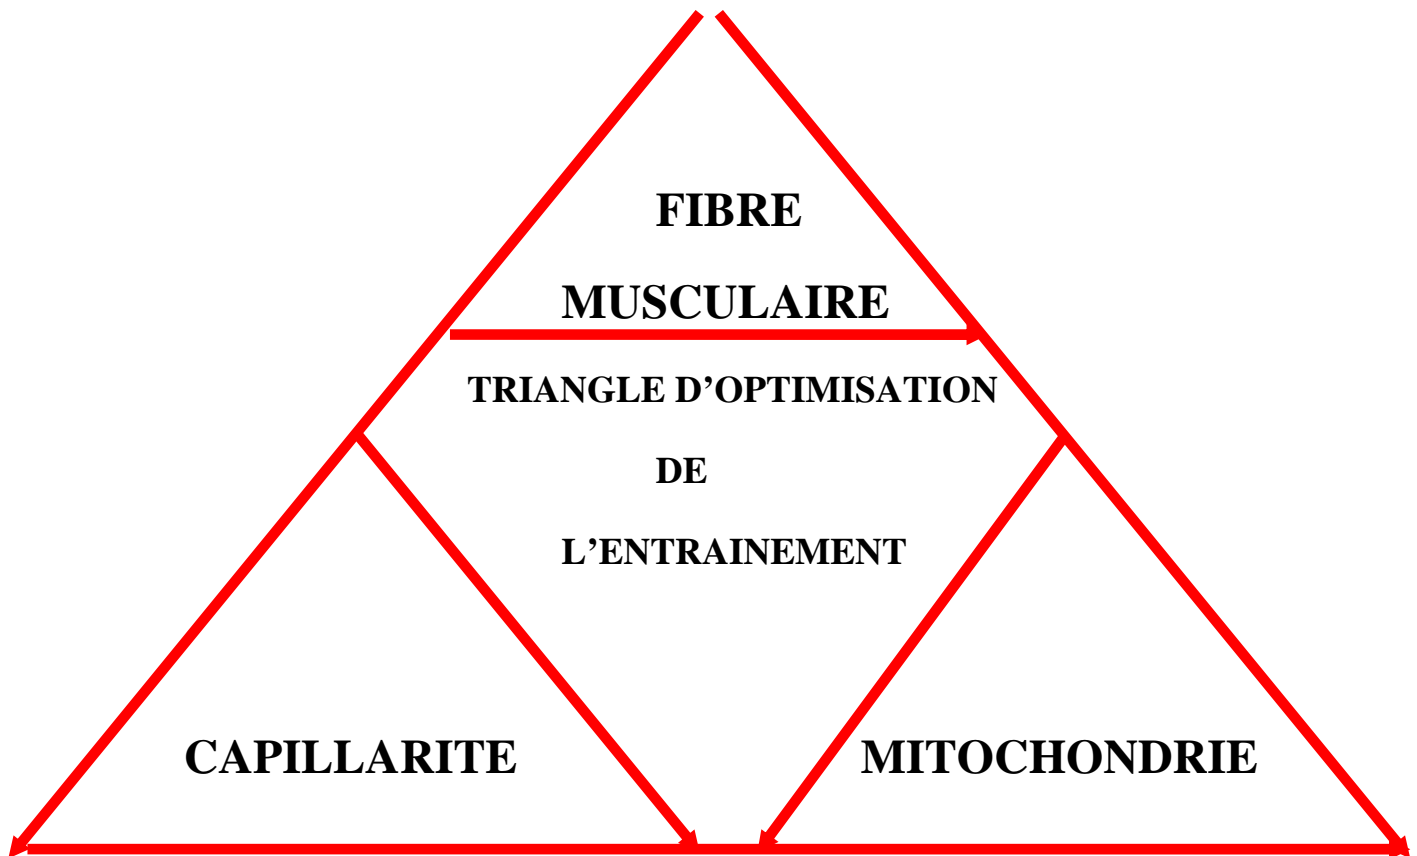 FIBRE
MUSCULAIRE
TRIANGLE D’OPTIMISATION
DE
L’ENTRAINEMENT
CAPILLARITE
MITOCHONDRIE